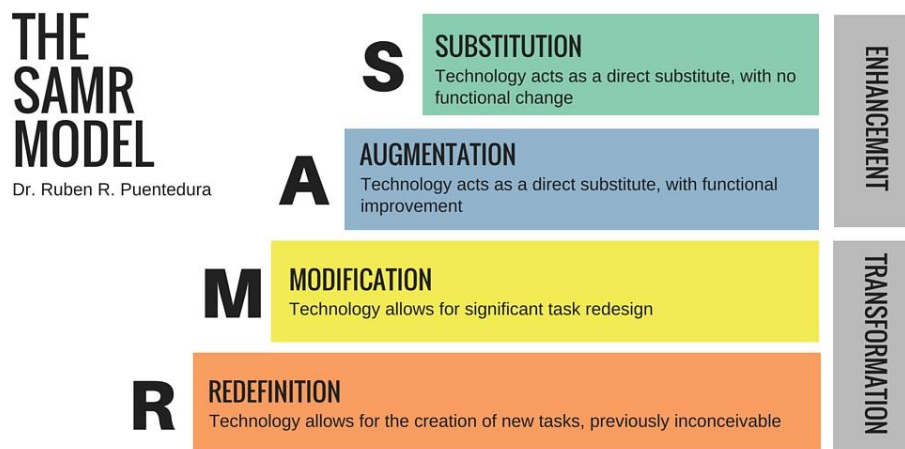 THE
SAMR
MODEL
Dr. Ruben R. Puentedura
S
SUBSTITUTION
Technology acts as a direct substitute, with no
functional change
A
AUGMENTATION
Technology acts as a direct substitute, with functional
improvement
ENHANCEMENT
M
MODIFICATION
Technology allows for significant task redesign
R
REDEFINITION
Technology allows for the creation of new tasks, previously inconceivable
TRANSFORMATION